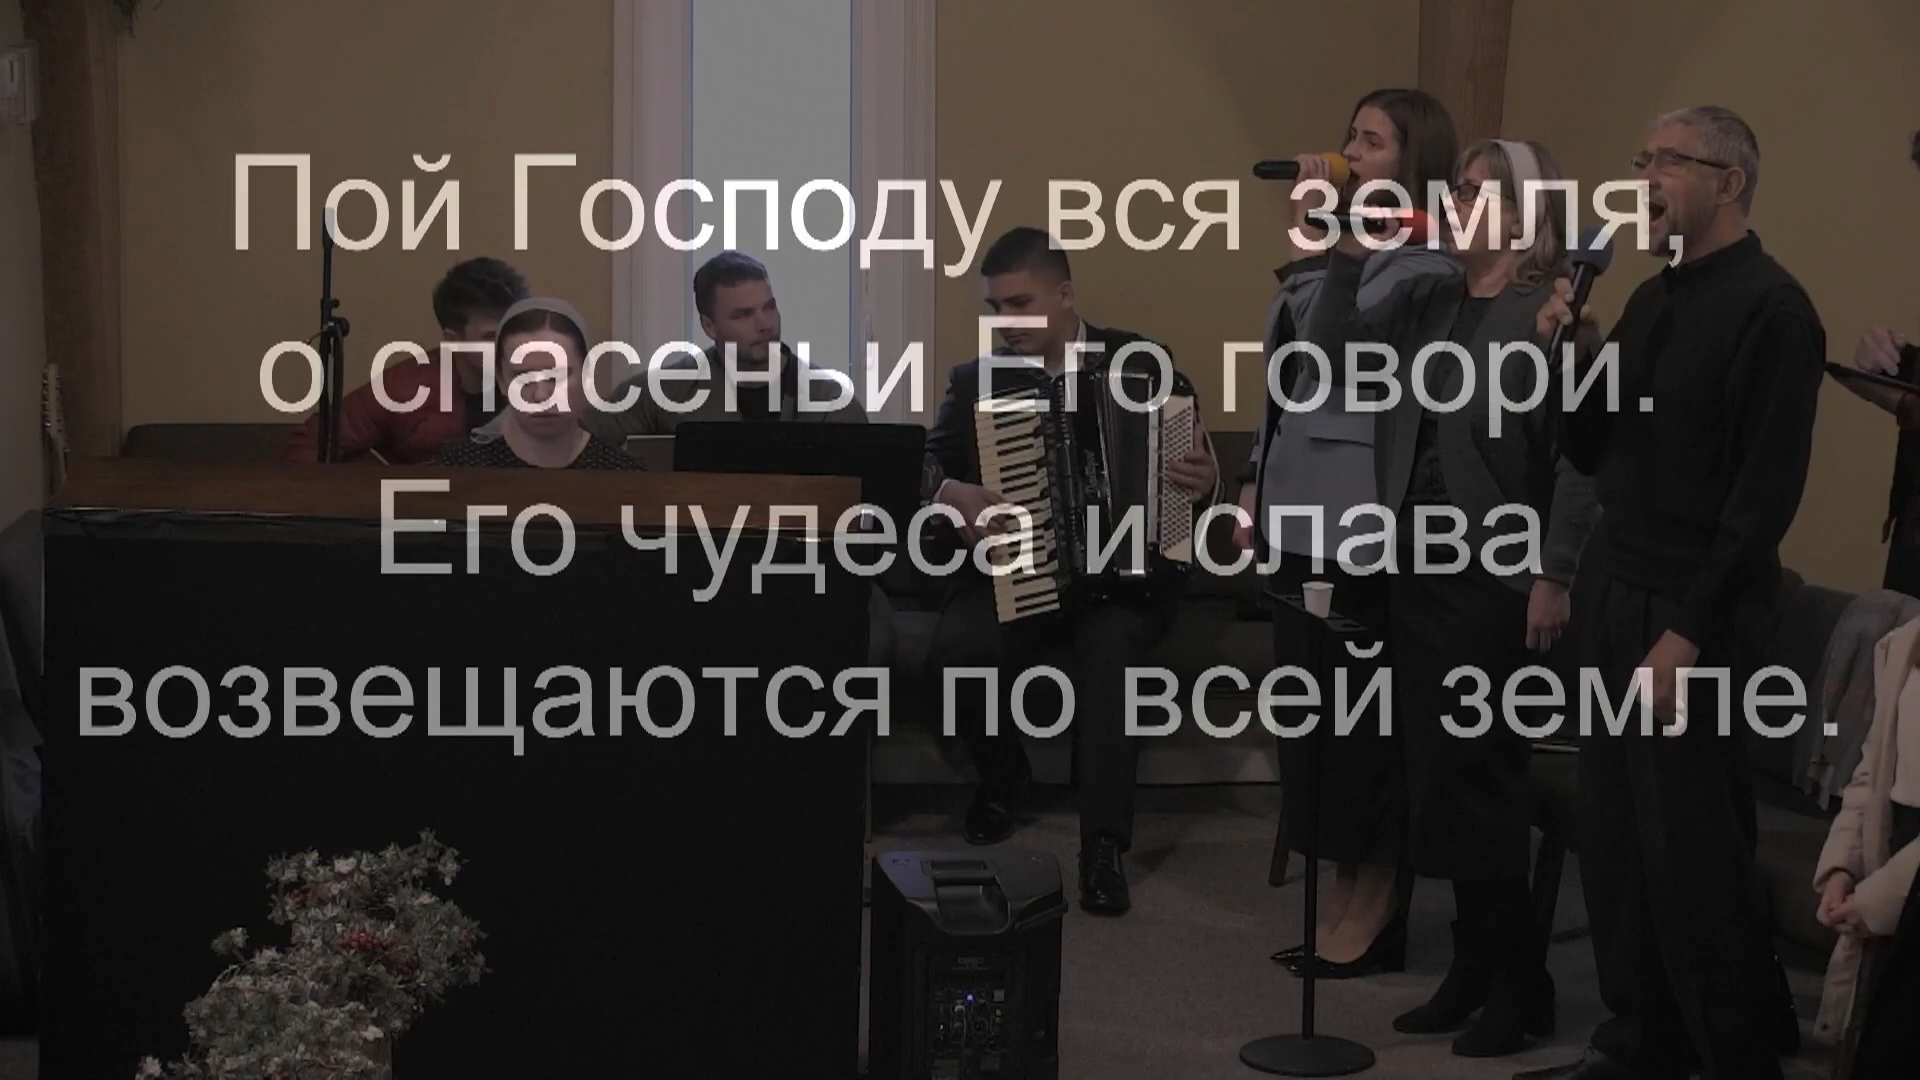 Пой Господу вся земля,
о спасеньи Его говори.
Его чудеса и слава
возвещаются по всей земле.